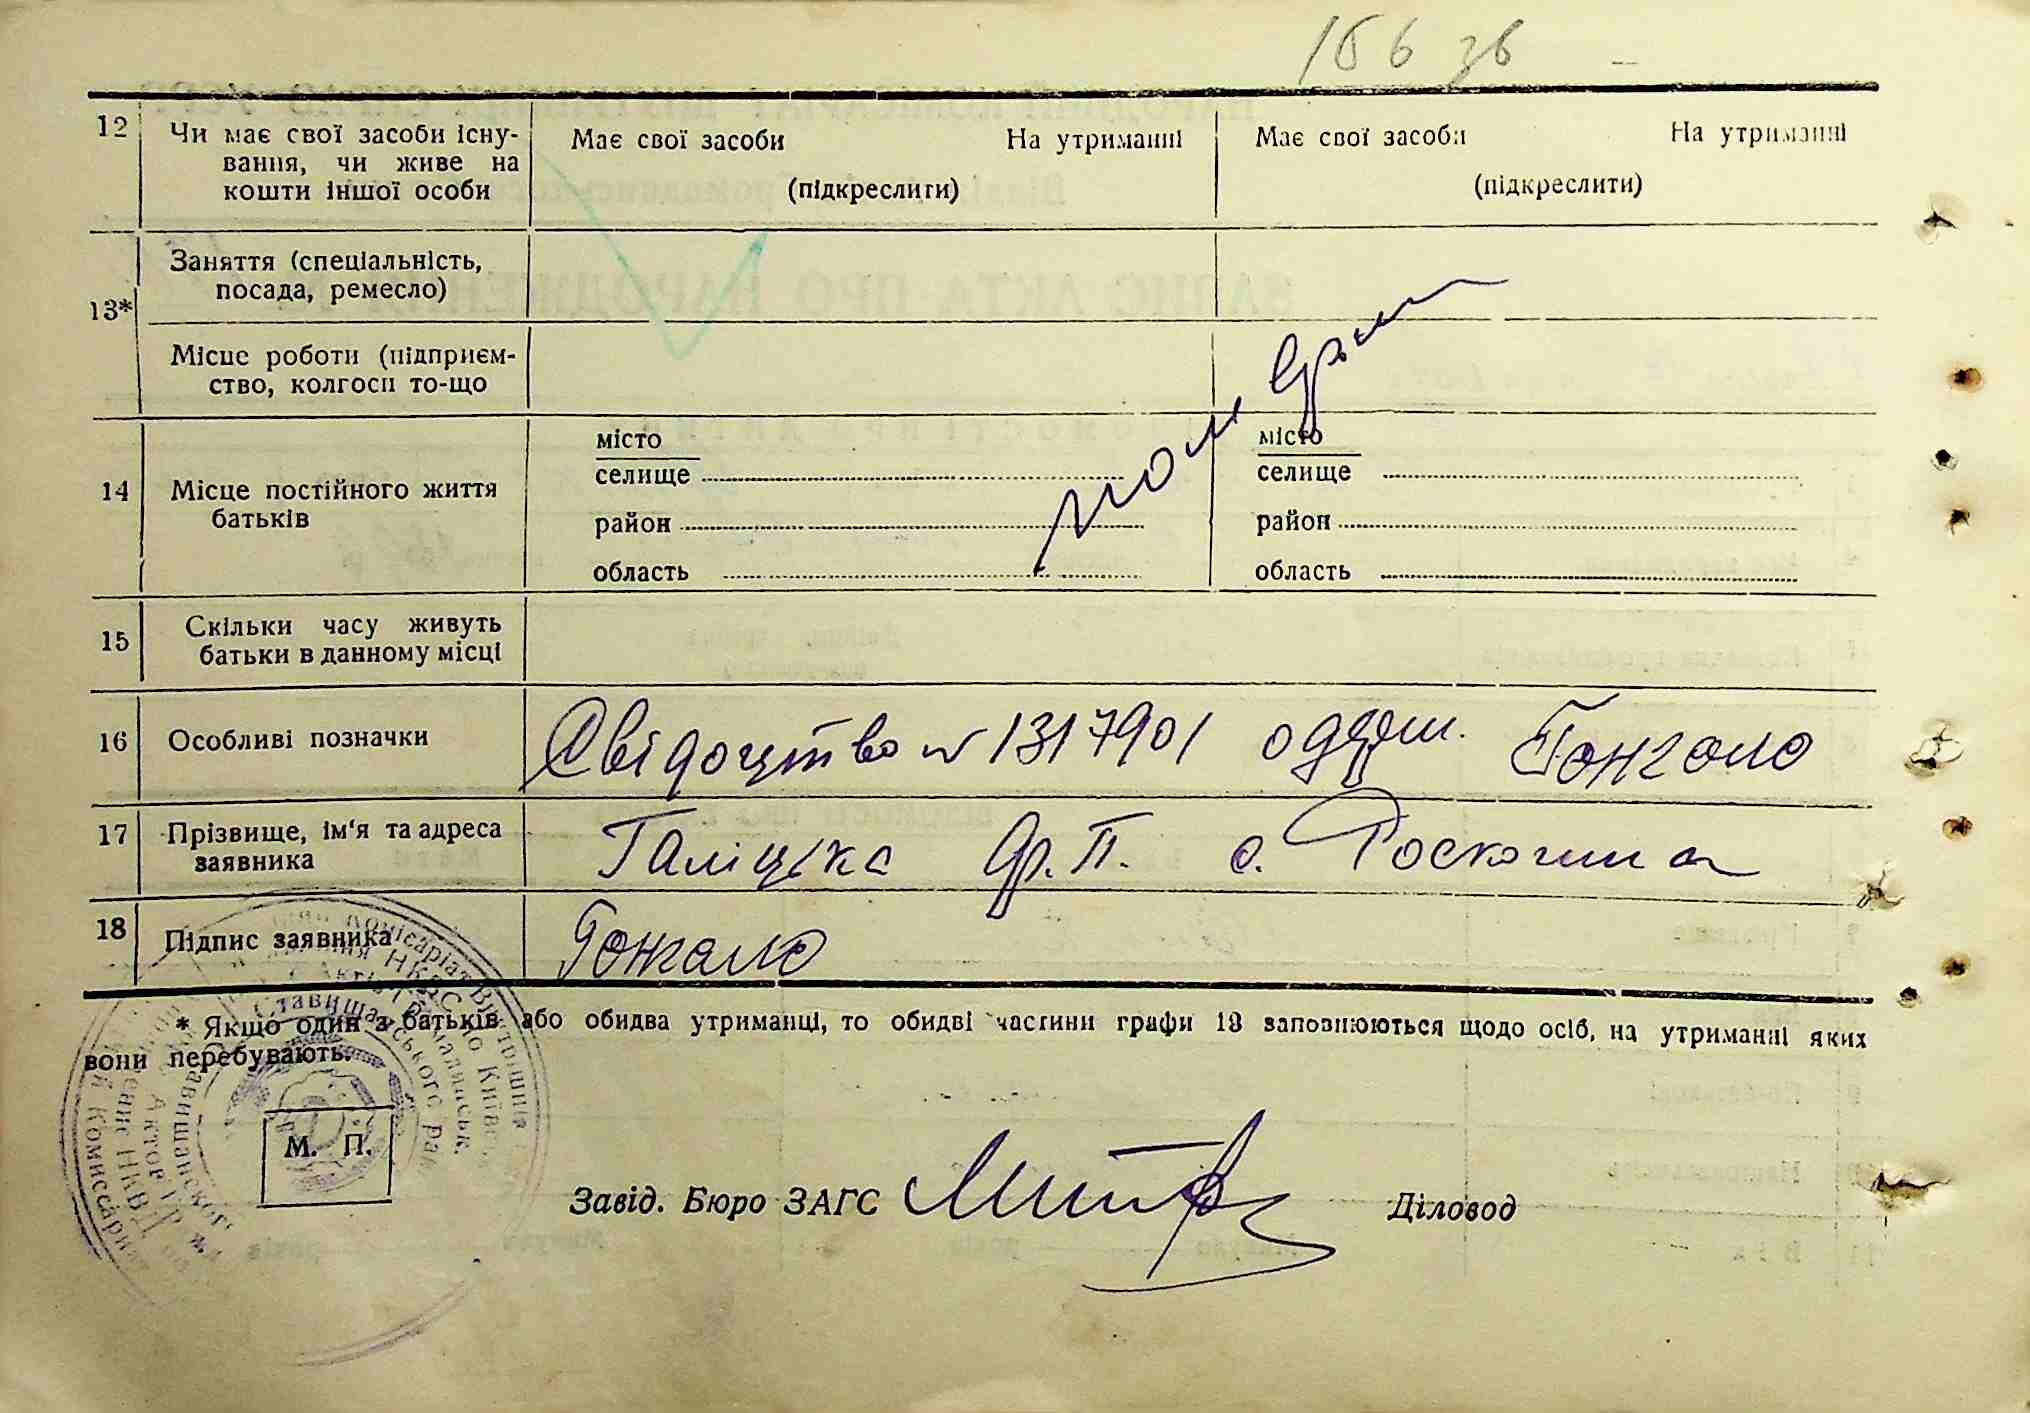 166 зв
12 Чи має свої засоби існу-
вання, чи живе на
кошти іншої особи
Має свої засоби На утриманні
(підкреслити)
Має свої засоби На утриманні
(підкреслити)
13*
Заняття (спеціальність,
посада, ремесло)
Місце роботи (підприєм-
ство, колгосп то-що
14 Місце постійного життя
батьків
місто
селище
район
область
місто
селище
район
область
15 Скільки часу живуть
батьки в данному місці
16 Особливі позначки
Свідоцтво № 1317901 Гонгало
17 Прізвище, ім'я та адреса
заявника
Галіцька Ф.П. с. Роскошна
18 Підпис заявника
Гонгало
* Якщо один з батьків або обидва утриманці, то обидві частини графи 13 заповнюються щодо осіб, на утриманні яких
вони перебувають.
М. П.
Завід. Бюро ЗАГС Діловод